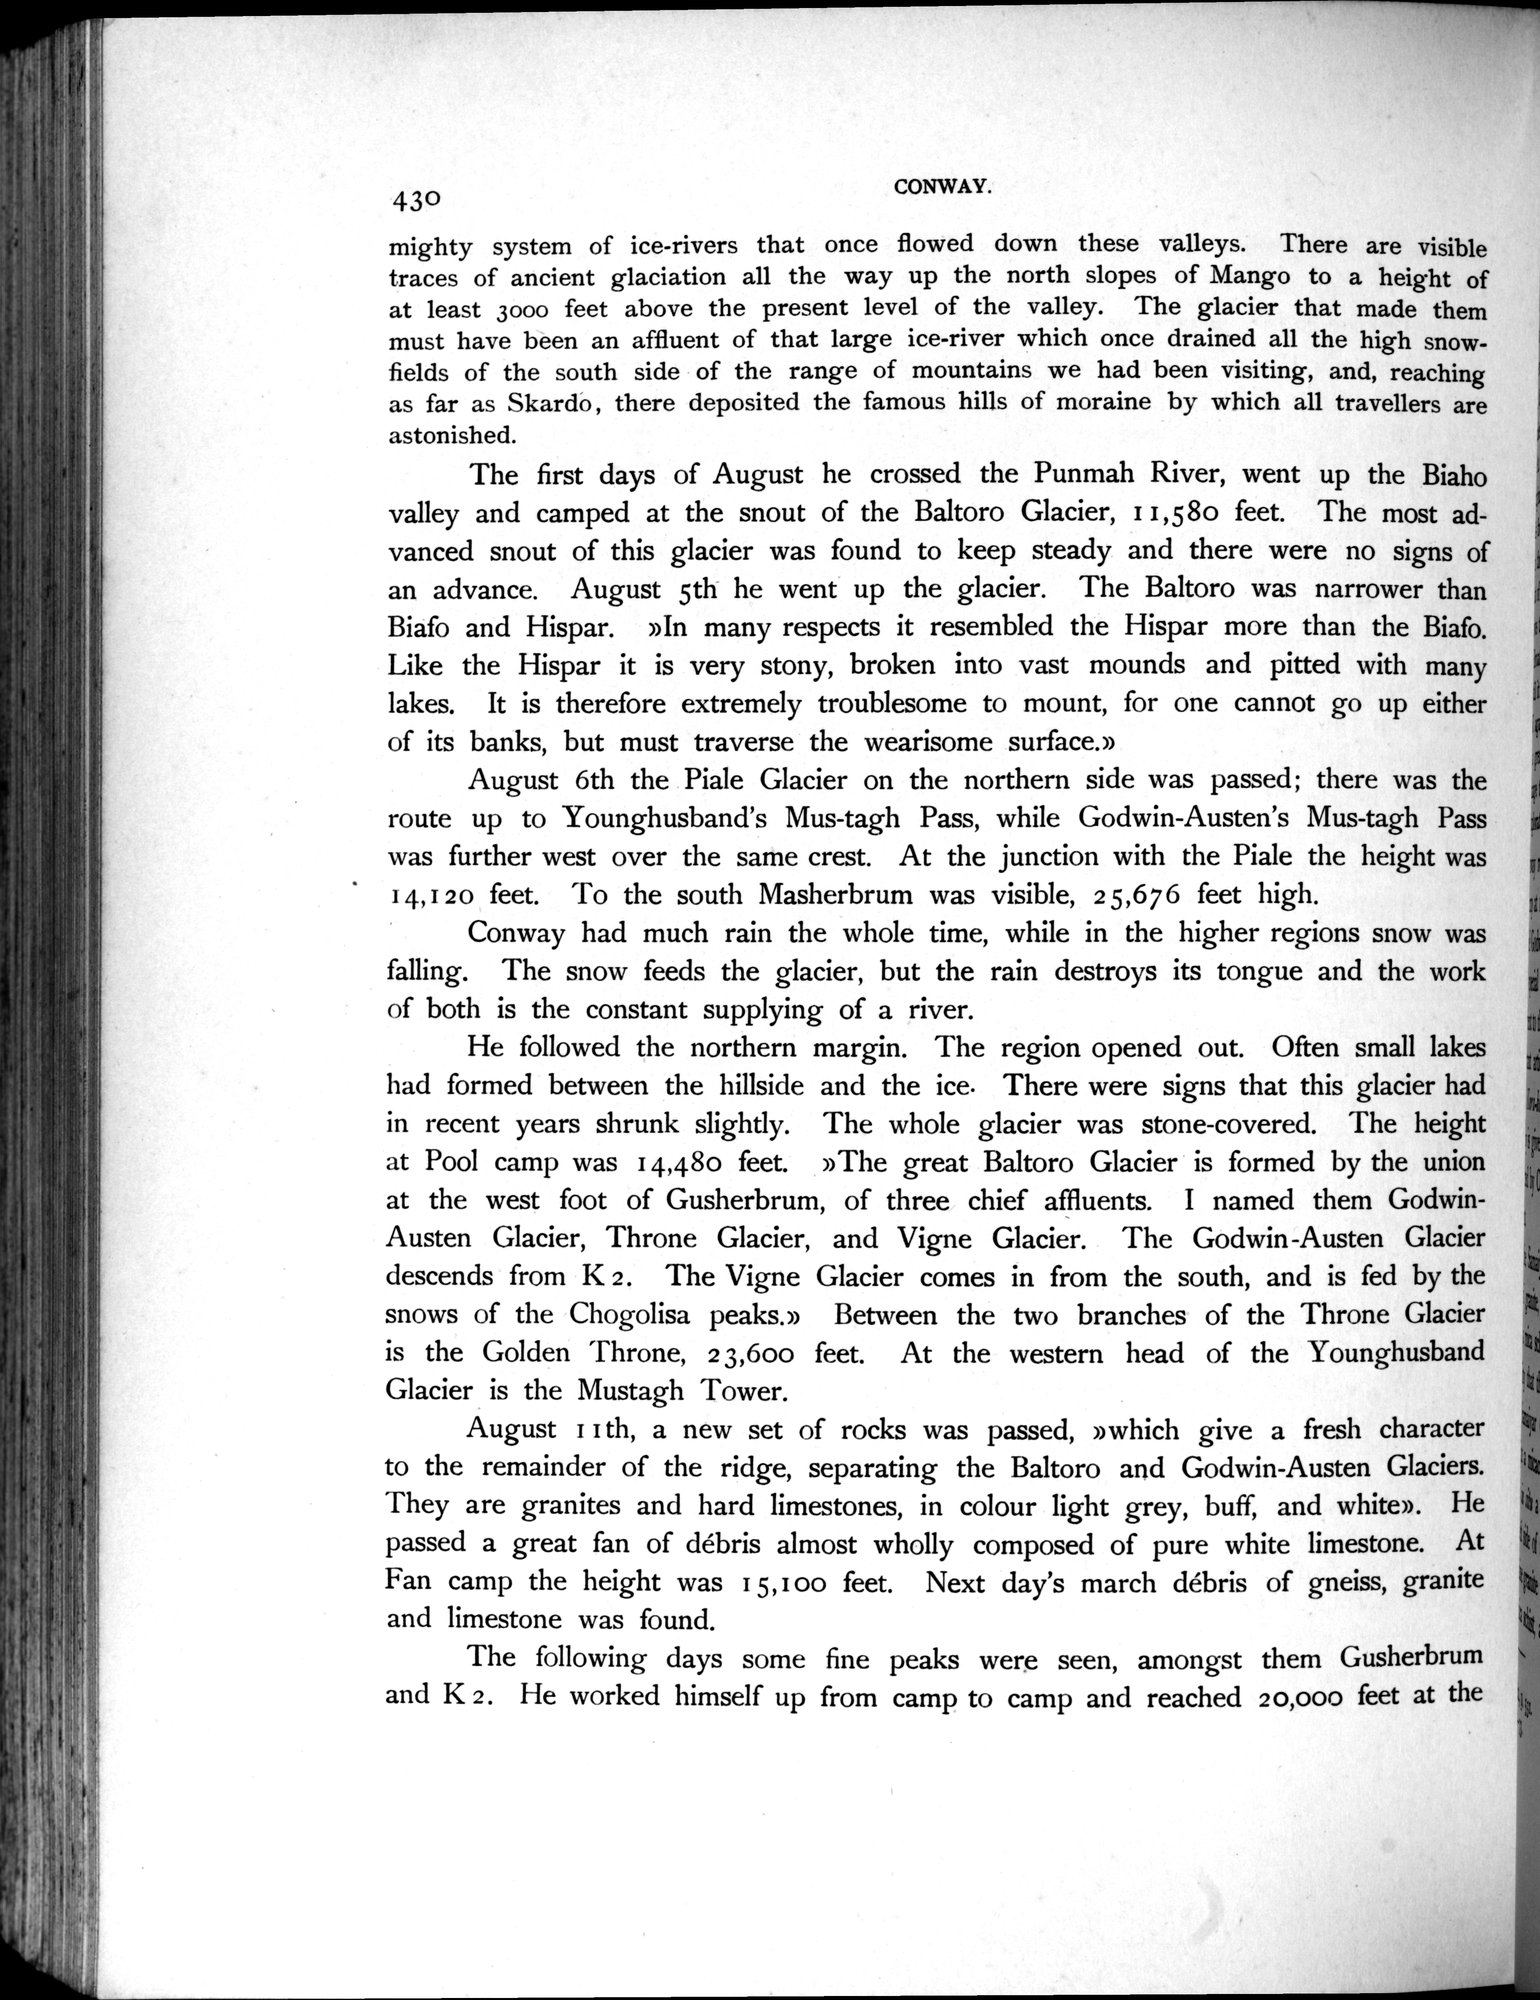 430
CONWAY.
mighty system of ice-rivers that once flowed down these valleys. There are visible
traces of ancient glaciation all the way up the north slopes of Mango to a height of
at least 3000 feet above the present level of the valley. The glacier that made them
must have been an affluent of that large ice-river which once drained all the high snow-
fields of the south side of the range of mountains we had been visiting, and, reaching
as far as Skardo, there deposited the famous hills of moraine by which all travellers are
astonished.
The first days of August he crossed the Punmah River, went up the Biaho
valley and camped at the snout of the Baltoro Glacier, 11,580 feet. The most ad-
vanced snout of this glacier was found to keep steady and there were no signs of
an advance. August 5th he went up the glacier. The Baltoro was narrower than
Biafo and Hispar. »In many respects it resembled the Hispar more than the Biafo.
Like the Hispar it is very stony, broken into vast mounds and pitted with many
lakes. It is therefore extremely troublesome to mount, for one cannot go up either
of its banks, but must traverse the wearisome surface.»
August 6th the Piale Glacier on the northern side was passed; there was the
route up to Younghusband's Mus-tagh Pass, while Godwin-Austen's Mus-tagh Pass
was further west over the same crest. At the junction with the Piale the height was
14,120 feet. To the south Masherbrum was visible, 25,676 feet high.
Conway had much rain the whole time, while in the higher regions snow was
falling. The snow feeds the glacier, but the rain destroys its tongue and the work
of both is the constant supplying of a river.
He followed the northern margin. The region opened out. Often small lakes
had formed between the hillside and the ice. There were signs that this glacier had
in recent years shrunk slightly. The whole glacier was stone-covered. The height
at Pool camp was 14,480 feet. »The great Baltoro Glacier is formed by the union
at the west foot of Gusherbrum, of three chief affluents. I named them Godwin-
Austen Glacier, Throne Glacier, and Vigne Glacier. The Godwin-Austen Glacier
descends from K 2. The Vigne Glacier comes in from the south, and is fed by the
snows of the Chogolisa peaks.» Between the two branches of the Throne Glacier
is the Golden Throne, 23,600 feet. At the western head of the Younghusband
Glacier is the Mustagh Tower.
August 11th, a new set of rocks was passed, »which give a fresh character
to the remainder of the ridge, separating the Baltoro and Godwin-Austen Glaciers.
They are granites and hard limestones, in colour light grey, buff, and white». He
passed a great fan of débris almost wholly composed of pure white limestone. At
Fan camp the height was 15,100 feet. Next day's march débris of gneiss, granite
and limestone was found.
The following days some fine peaks were seen, amongst them Gusherbrum
and K 2. He worked himself up from camp to camp and reached 20,000 feet at the